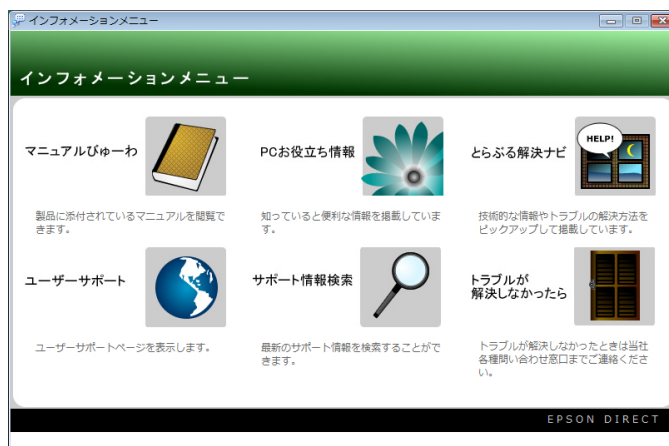 インフォメーションメニュー
インフォメーションメニュー
マニュアルびゅーわ
製品に添付されているマニュアルを閲覧で
きます。
PCお役立ち情報
知っていると便利な情報を掲載していま
す。
とらぶる解決ナビ
HELP!
技術的な情報やトラブルの解決方法を
ピックアップして掲載しています。
ユーザーサポート
ユーザーサポートページを表示します。
サポート情報検索
最新のサポート情報を検索することがで
きます。
トラブルが
解決しなかったら
トラブルが解決しなかったときは当社
各種問い合わせ窓口までご連絡くださ
い。
EPSON DIRECT